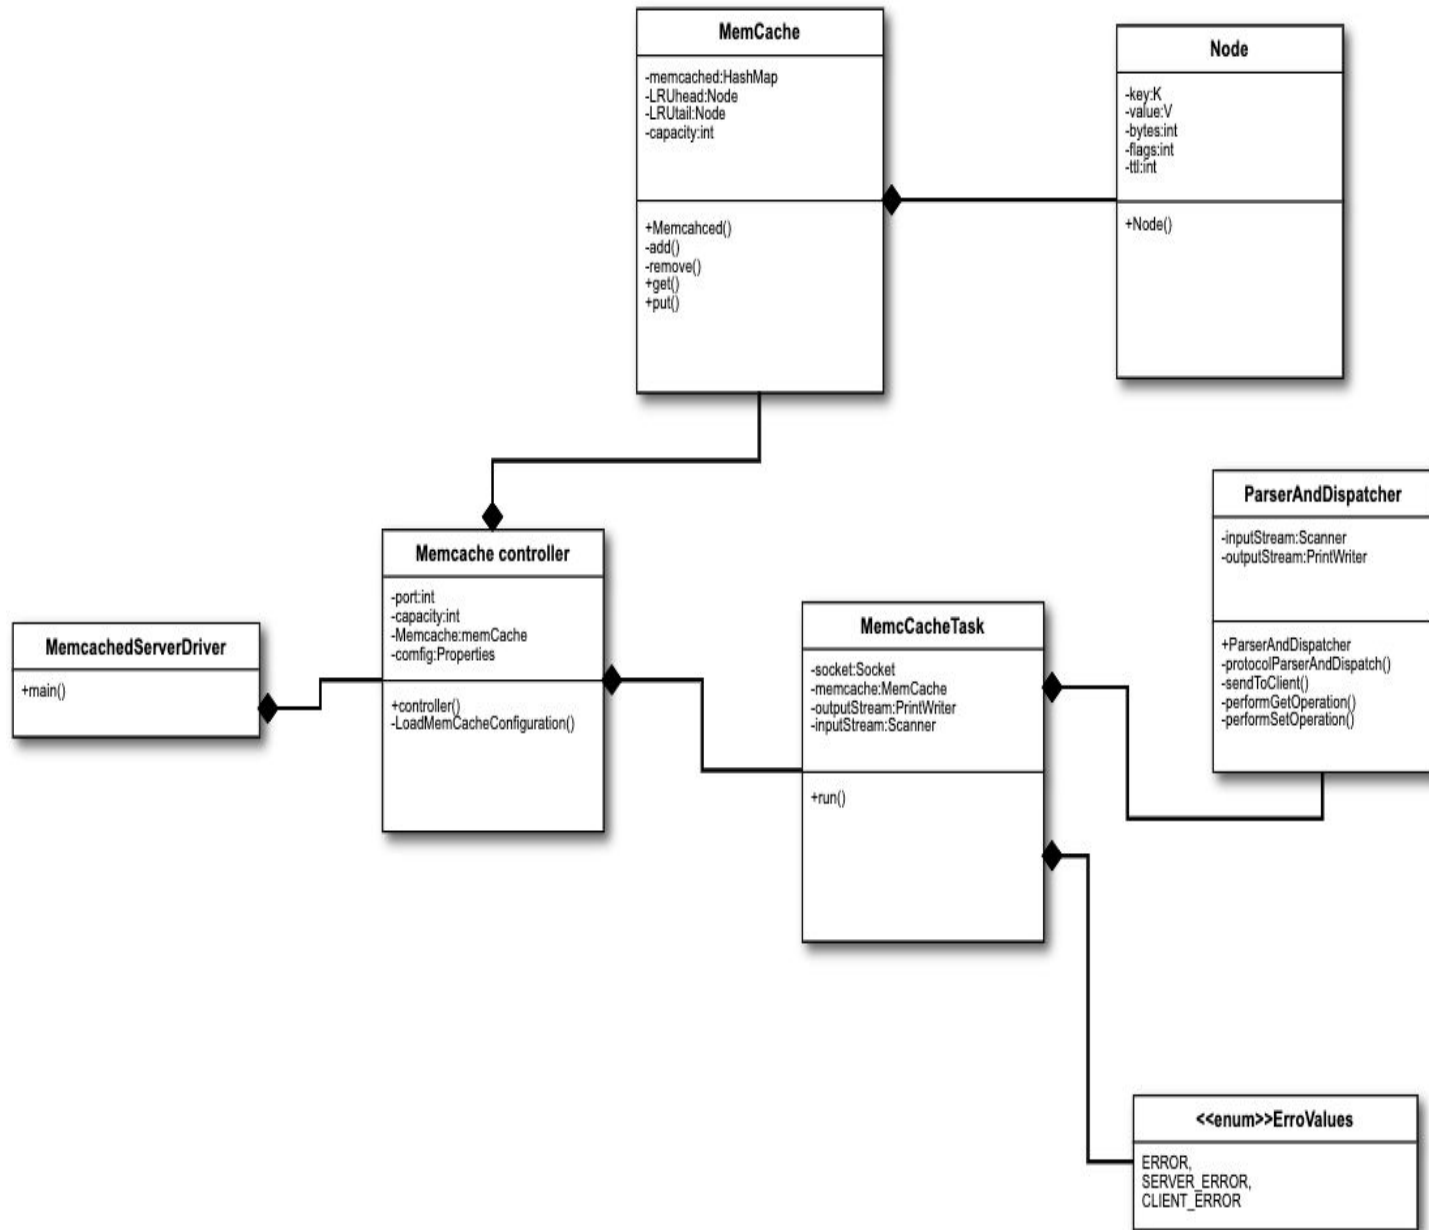 MemCache
-memcached:HashMap
-LRUhead:Node
-LRUtail:Node
-capacity:int
+Memcahced()
-add()
-remove()
+get()
+put()
Node
-key:K
-value:V
-bytes:int
-flags:int
-ttl:int
+Node()
Memcache controller
-port:int
-capacity:int
-Memcache:memCache
-comfig:Properties
+controller()
-LoadMemCacheConfiguration()
MemcachedServerDriver
+main()
MemcCacheTask
-socket:Socket
-memcache:MemCache
-outputStream:PrintWriter
-inputStream:Scanner
+run()
ParserAndDispatcher
-inputStream:Scanner
-outputStream:PrintWriter
+ParserAndDispatcher
-protocolParserAndDispatch()
-sendToClient()
-performGetOperation()
-performSetOperation()
<<enum>>ErroValues
ERROR,
SERVER_ERROR,
CLIENT_ERROR